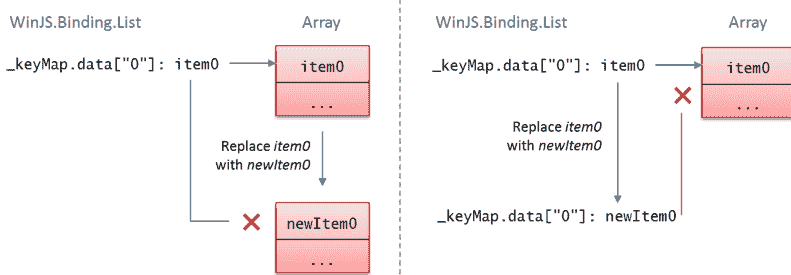 WinJS.Binding.List
Array
_keyMap.data["0"]: item0
item0
...
Replace item0
with newItem0
newItem0
...
WinJS.Binding.List
Array
_keyMap.data["0"]: item0
item0
...
Replace item0
with newItem0
_keyMap.data["0"]: newItem0